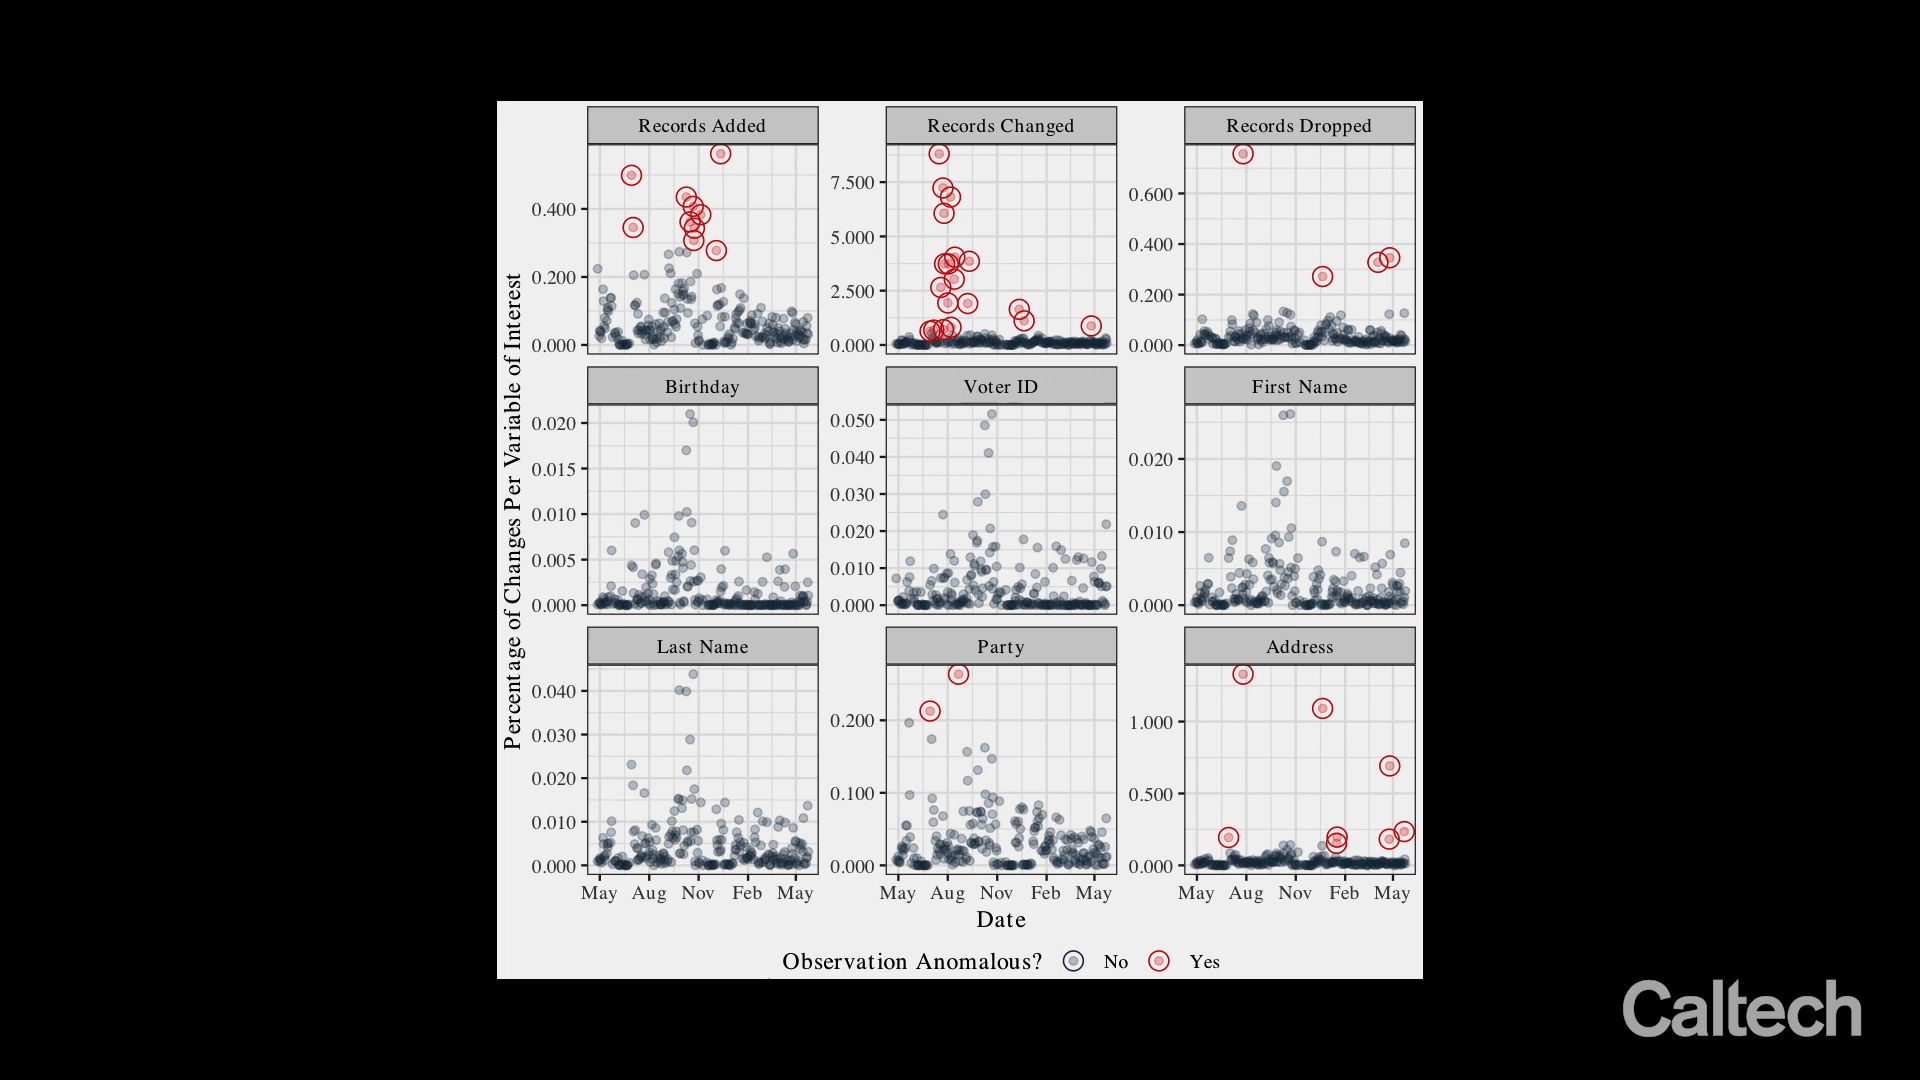 Records Added
Records Changed
Records Dropped
0.400
0.200
0.000
7.500
5.000
2.500
0.000
0.600
0.400
0.200
0.000
Percentage of Changes Per Variable of Interest
Birthday
Voter ID
First Name
0.020
0.015
0.010
0.005
0.000
0.050
0.040
0.030
0.020
0.010
0.000
0.020
0.010
0.000
Last Name
Party
Address
0.040
0.030
0.020
0.010
0.000
0.200
0.100
0.000
1.000
0.500
0.000
May Aug Nov Feb May
May Aug Nov Feb May
May Aug Nov Feb May
Date
Observation Anomalous? No Yes
Caltech